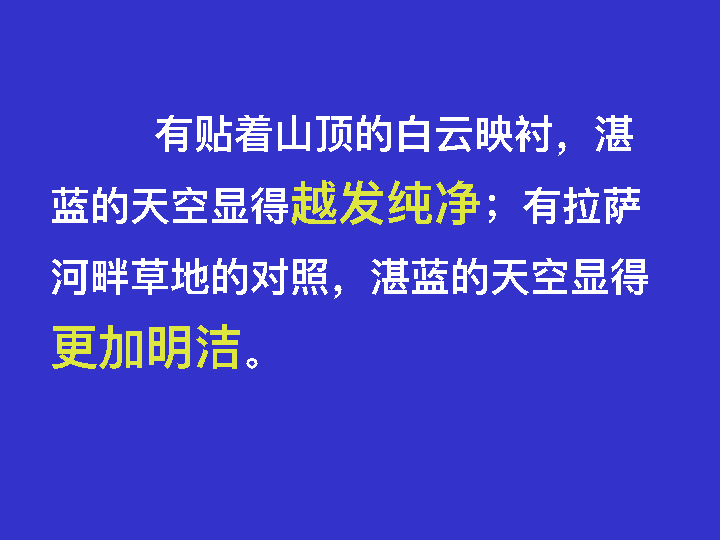 有贴着山顶的白云映衬，湛
蓝的天空显得越发纯净；有拉萨
河畔草地的对照，湛蓝的天空显得
更加明洁。